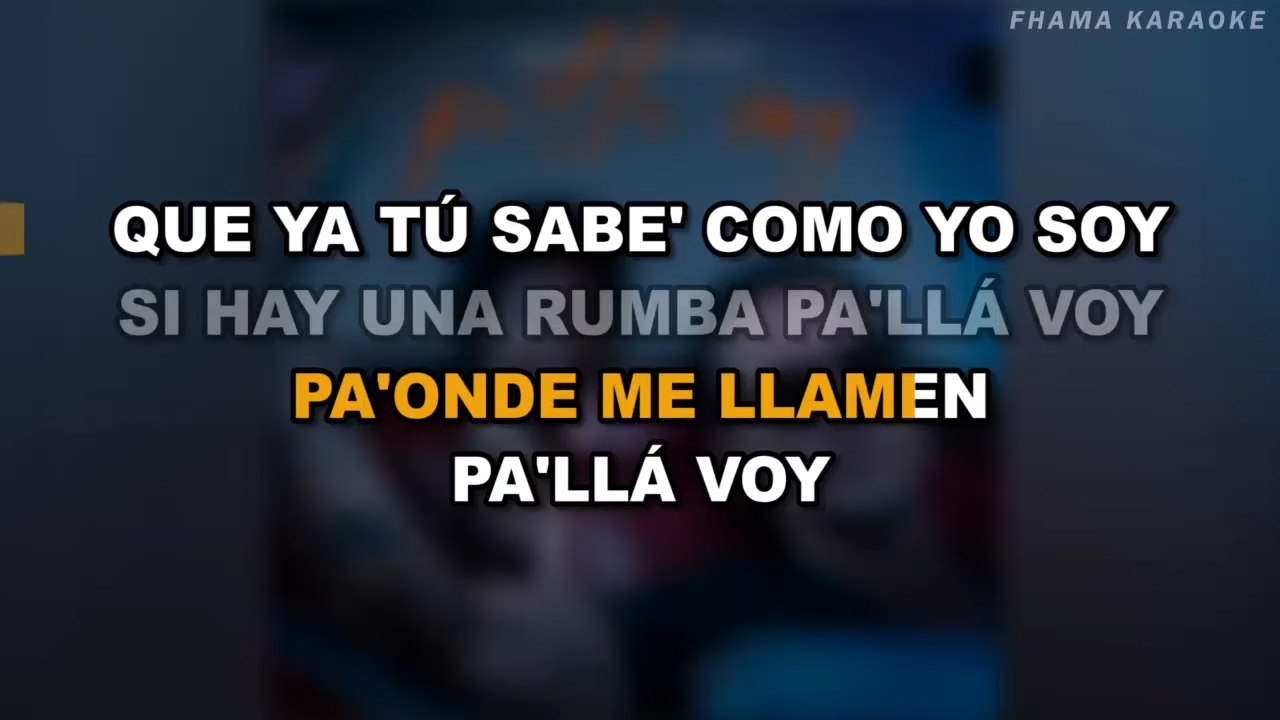 FHAMA KARAOKE
QUE YA TÚ SABE' COMO YO SOY
SI HAY UNA RUMBA PA'LLÁ VOY
PA'ONDE ME LLAMEN
PA'LLÁ VOY